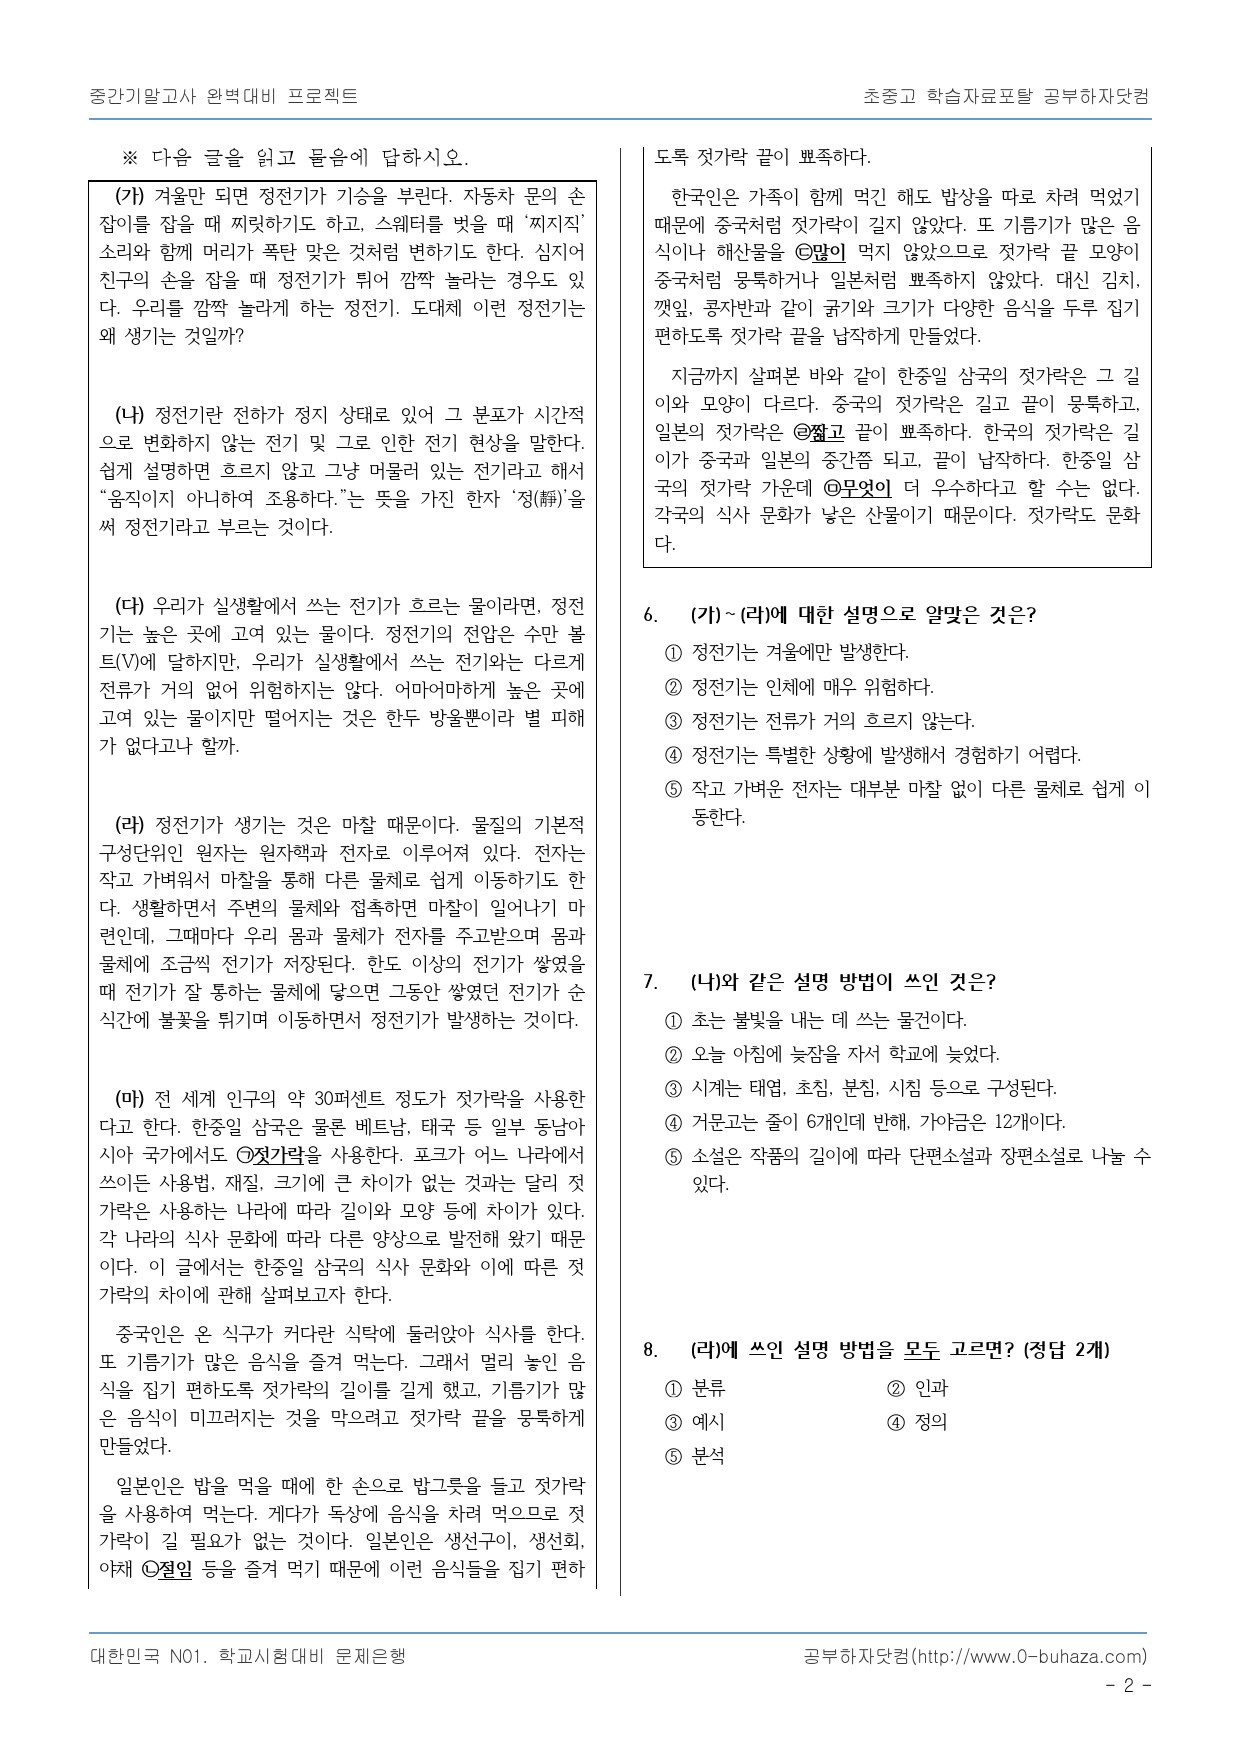 중간기말고사 완벽대비 프로젝트
초중고 학습자료포탈 공부하자닷컴
※ 다음 글을 읽고 물음에 답하시오.
(가) 겨울만 되면 정전기가 기승을 부린다. 자동차 문의 손
잡이를 잡을 때 찌릿하기도 하고, 스웨터를 벗을 때 ‘찌지직’
소리와 함께 머리가 폭탄 맞은 것처럼 변하기도 한다. 심지어
친구의 손을 잡을 때 정전기가 튀어 깜짝 놀라는 경우도 있
다. 우리를 깜짝 놀라게 하는 정전기. 도대체 이런 정전기는
왜 생기는 것일까?
(나) 정전기란 전하가 정지 상태로 있어 그 분포가 시간적
으로 변화하지 않는 전기 및 그로 인한 전기 현상을 말한다.
쉽게 설명하면 흐르지 않고 그냥 머물러 있는 전기라고 해서
“움직이지 아니하여 조용하다.”는 뜻을 가진 한자 ‘정(靜)’을
써 정전기라고 부르는 것이다.
(다) 우리가 실생활에서 쓰는 전기가 흐르는 물이라면, 정전
기는 높은 곳에 고여 있는 물이다. 정전기의 전압은 수만 볼
트(V)에 달하지만, 우리가 실생활에서 쓰는 전기와는 다르게
전류가 거의 없어 위험하지는 않다. 어마어마하게 높은 곳에
고여 있는 물이지만 떨어지는 것은 한두 방울뿐이라 별 피해
가 없다고나 할까.
(라) 정전기가 생기는 것은 마찰 때문이다. 물질의 기본적
구성단위인 원자는 원자핵과 전자로 이루어져 있다. 전자는
작고 가벼워서 마찰을 통해 다른 물체로 쉽게 이동하기도 한
다. 생활하면서 주변의 물체와 접촉하면 마찰이 일어나기 마
련인데, 그때마다 우리 몸과 물체가 전자를 주고받으며 몸과
물체에 조금씩 전기가 저장된다. 한도 이상의 전기가 쌓였을
때 전기가 잘 통하는 물체에 닿으면 그동안 쌓였던 전기가 순
식간에 불꽃을 튀기며 이동하면서 정전기가 발생하는 것이다.
(마) 전 세계 인구의 약 30퍼센트 정도가 젓가락을 사용한
다고 한다. 한중일 삼국은 물론 베트남, 태국 등 일부 동남아
시아 국가에서도 ㉠젓가락을 사용한다. 포크가 어느 나라에서
쓰이든 사용법, 재질, 크기에 큰 차이가 없는 것과는 달리 젓
가락은 사용하는 나라에 따라 길이와 모양 등에 차이가 있다.
각 나라의 식사 문화에 따라 다른 양상으로 발전해 왔기 때문
이다. 이 글에서는 한중일 삼국의 식사 문화와 이에 따른 젓
가락의 차이에 관해 살펴보고자 한다.
중국인은 온 식구가 커다란 식탁에 둘러앉아 식사를 한다.
또 기름기가 많은 음식을 즐겨 먹는다. 그래서 멀리 놓인 음
식을 집기 편하도록 젓가락의 길이를 길게 했고, 기름기가 많
은 음식이 미끄러지는 것을 막으려고 젓가락 끝을 뭉툭하게
만들었다.
일본인은 밥을 먹을 때에 한 손으로 밥그릇을 들고 젓가락
을 사용하여 먹는다. 게다가 독상에 음식을 차려 먹으므로 젓
가락이 길 필요가 없는 것이다. 일본인은 생선구이, 생선회,
야채 ㉡절임 등을 즐겨 먹기 때문에 이런 음식들을 집기 편하
도록 젓가락 끝이 뾰족하다.
한국인은 가족이 함께 먹긴 해도 밥상을 따로 차려 먹었기
때문에 중국처럼 젓가락이 길지 않았다. 또 기름기가 많은 음
식이나 해산물을 ㉢많이 먹지 않았으므로 젓가락 끝 모양이
중국처럼 뭉툭하거나 일본처럼 뾰족하지 않았다. 대신 김치,
깻잎, 콩자반과 같이 굵기와 크기가 다양한 음식을 두루 집기
편하도록 젓가락 끝을 납작하게 만들었다.
지금까지 살펴본 바와 같이 한중일 삼국의 젓가락은 그 길
이와 모양이 다르다. 중국의 젓가락은 길고 끝이 뭉툭하고,
일본의 젓가락은 ㉣짧고 끝이 뾰족하다. 한국의 젓가락은 길
이가 중국과 일본의 중간쯤 되고, 끝이 납작하다. 한중일 삼
국의 젓가락 가운데 ㉤무엇이 더 우수하다고 할 수는 없다.
각국의 식사 문화가 낳은 산물이기 때문이다. 젓가락도 문화
다.
6. (가)~(라)에 대한 설명으로 알맞은 것은?
① 정전기는 겨울에만 발생한다.
② 정전기는 인체에 매우 위험하다.
③ 정전기는 전류가 거의 흐르지 않는다.
④ 정전기는 특별한 상황에 발생해서 경험하기 어렵다.
⑤ 작고 가벼운 전자는 대부분 마찰 없이 다른 물체로 쉽게 이
동한다.
7. (나)와 같은 설명 방법이 쓰인 것은?
① 초는 불빛을 내는 데 쓰는 물건이다.
② 오늘 아침에 늦잠을 자서 학교에 늦었다.
③ 시계는 태엽, 초침, 분침, 시침 등으로 구성된다.
④ 거문고는 줄이 6개인데 반해, 가야금은 12개이다.
⑤ 소설은 작품의 길이에 따라 단편소설과 장편소설로 나눌 수
있다.
8. (라)에 쓰인 설명 방법을 모두 고르면? (정답 2개)
① 분류 ② 인과
③ 예시 ④ 정의
⑤ 분석
대한민국 N01. 학교시험대비 문제은행
공부하자닷컴(http://www.0-buhaza.com)
- 2 -